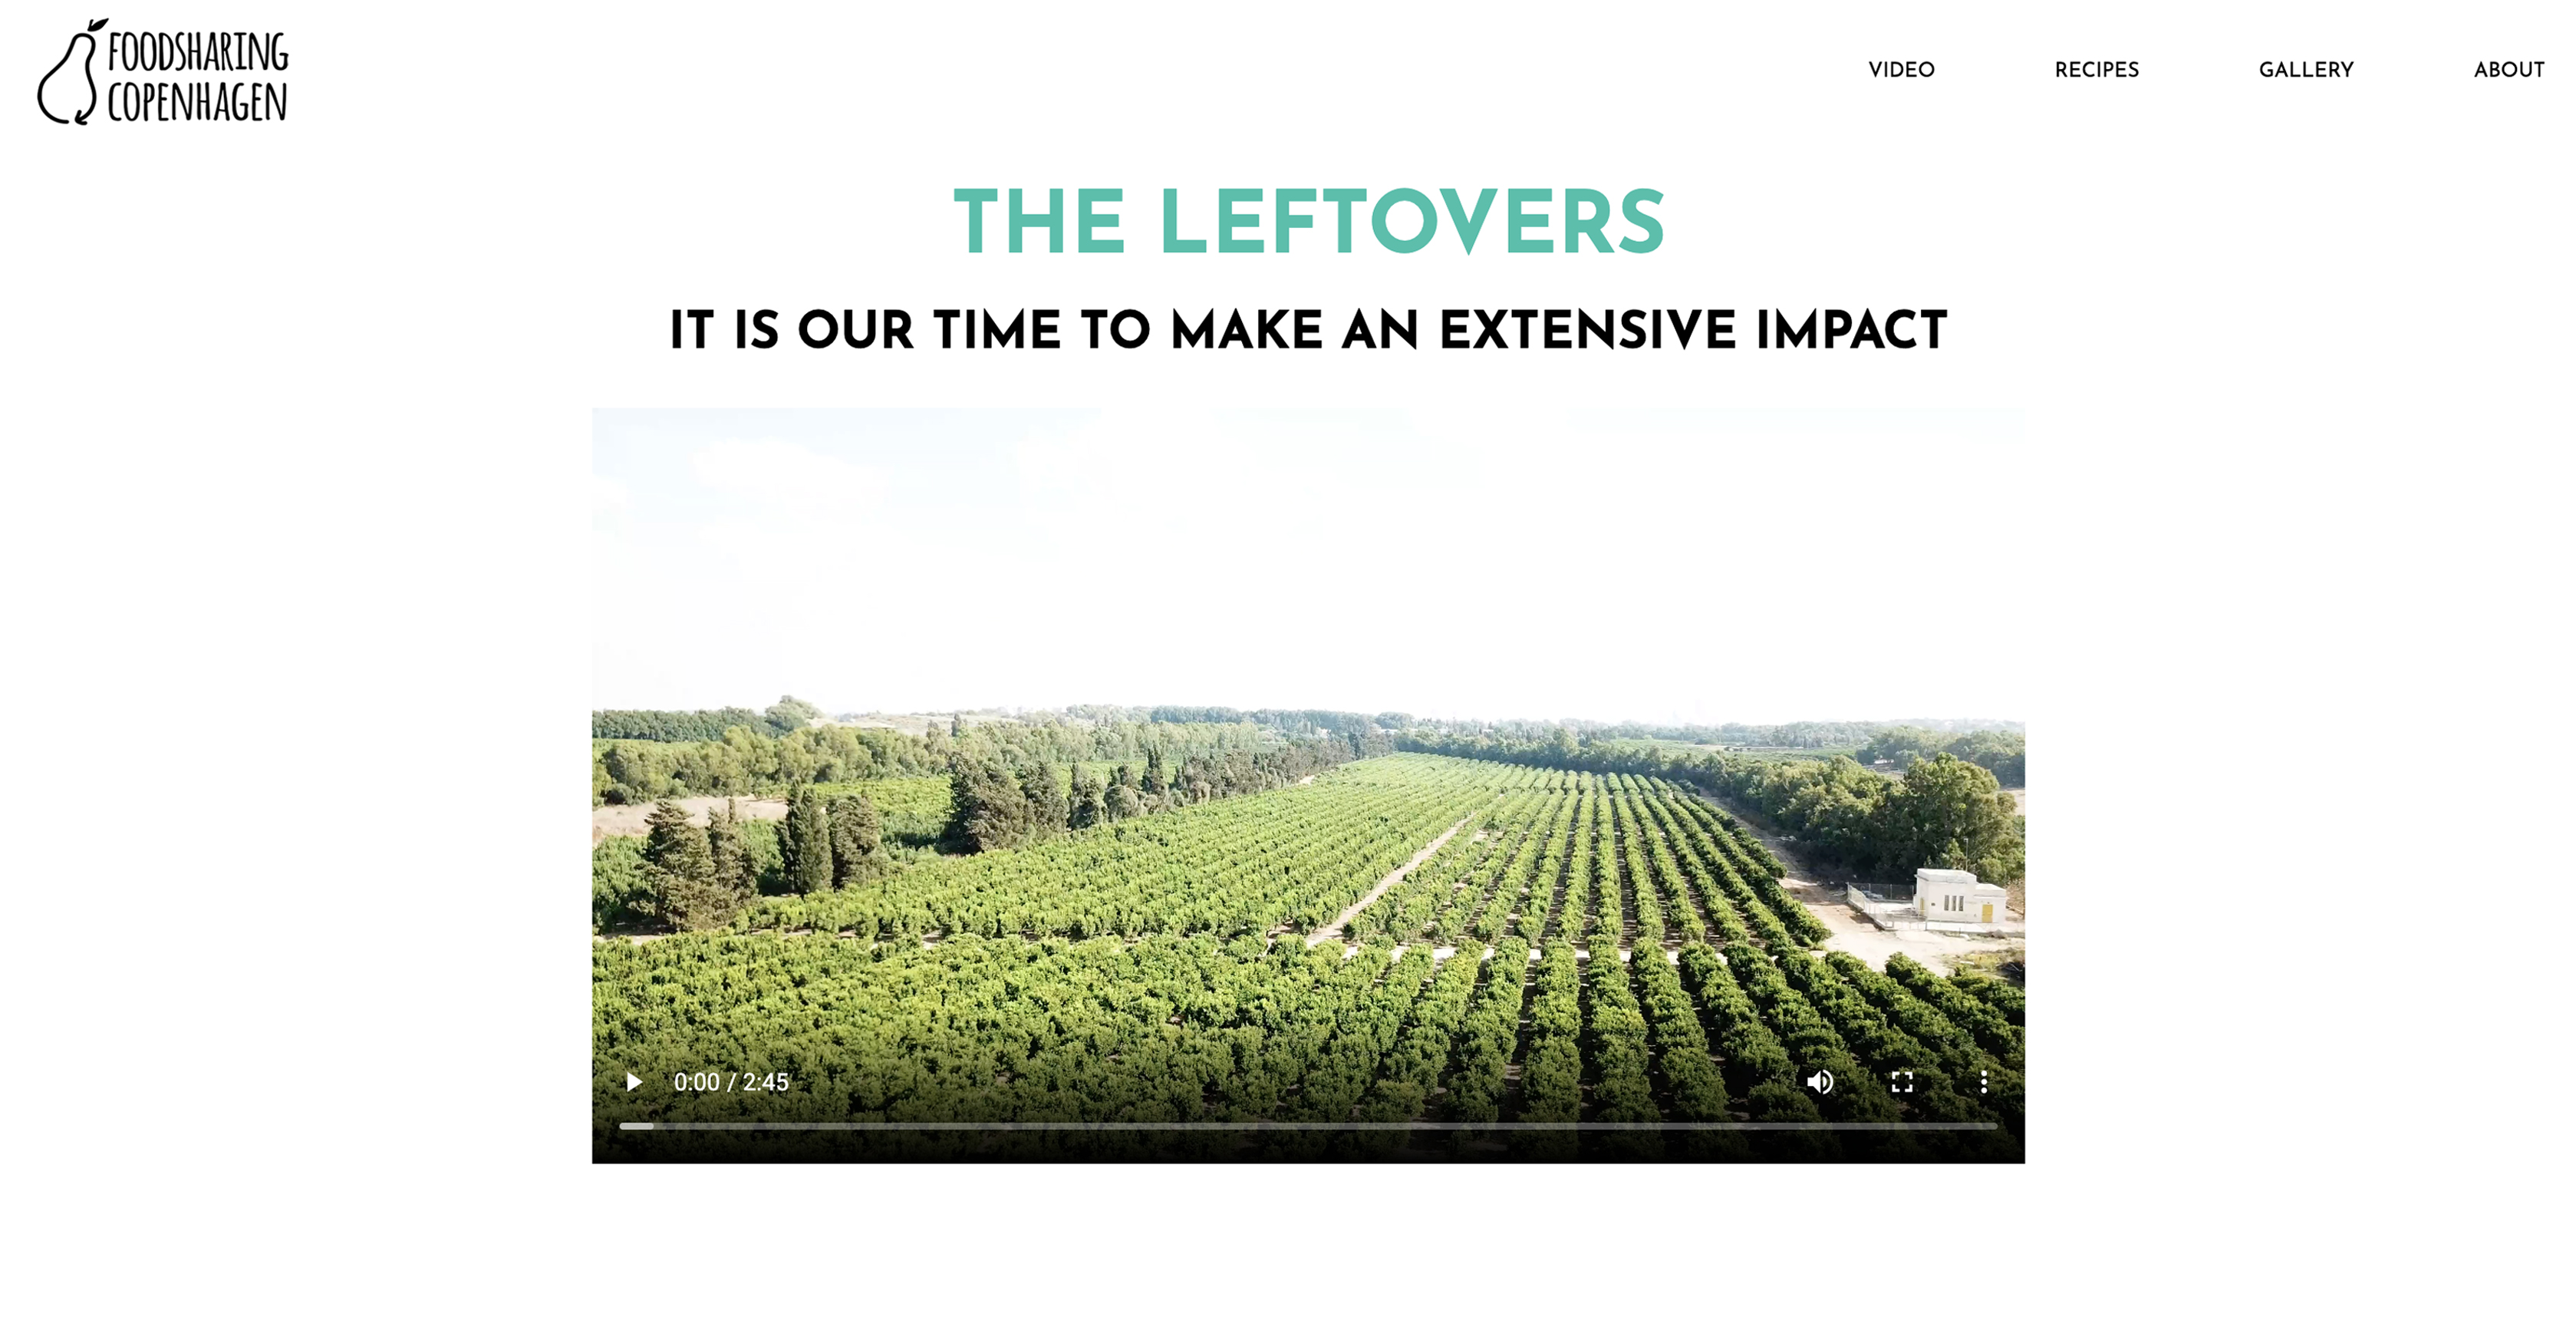 FOODSHARING
COPENHAGEN
VIDEO RECIPES GALLERY ABOUT
THE LEFTOVERS
IT IS OUR TIME TO MAKE AN EXTENSIVE IMPACT
0:00 / 2:45